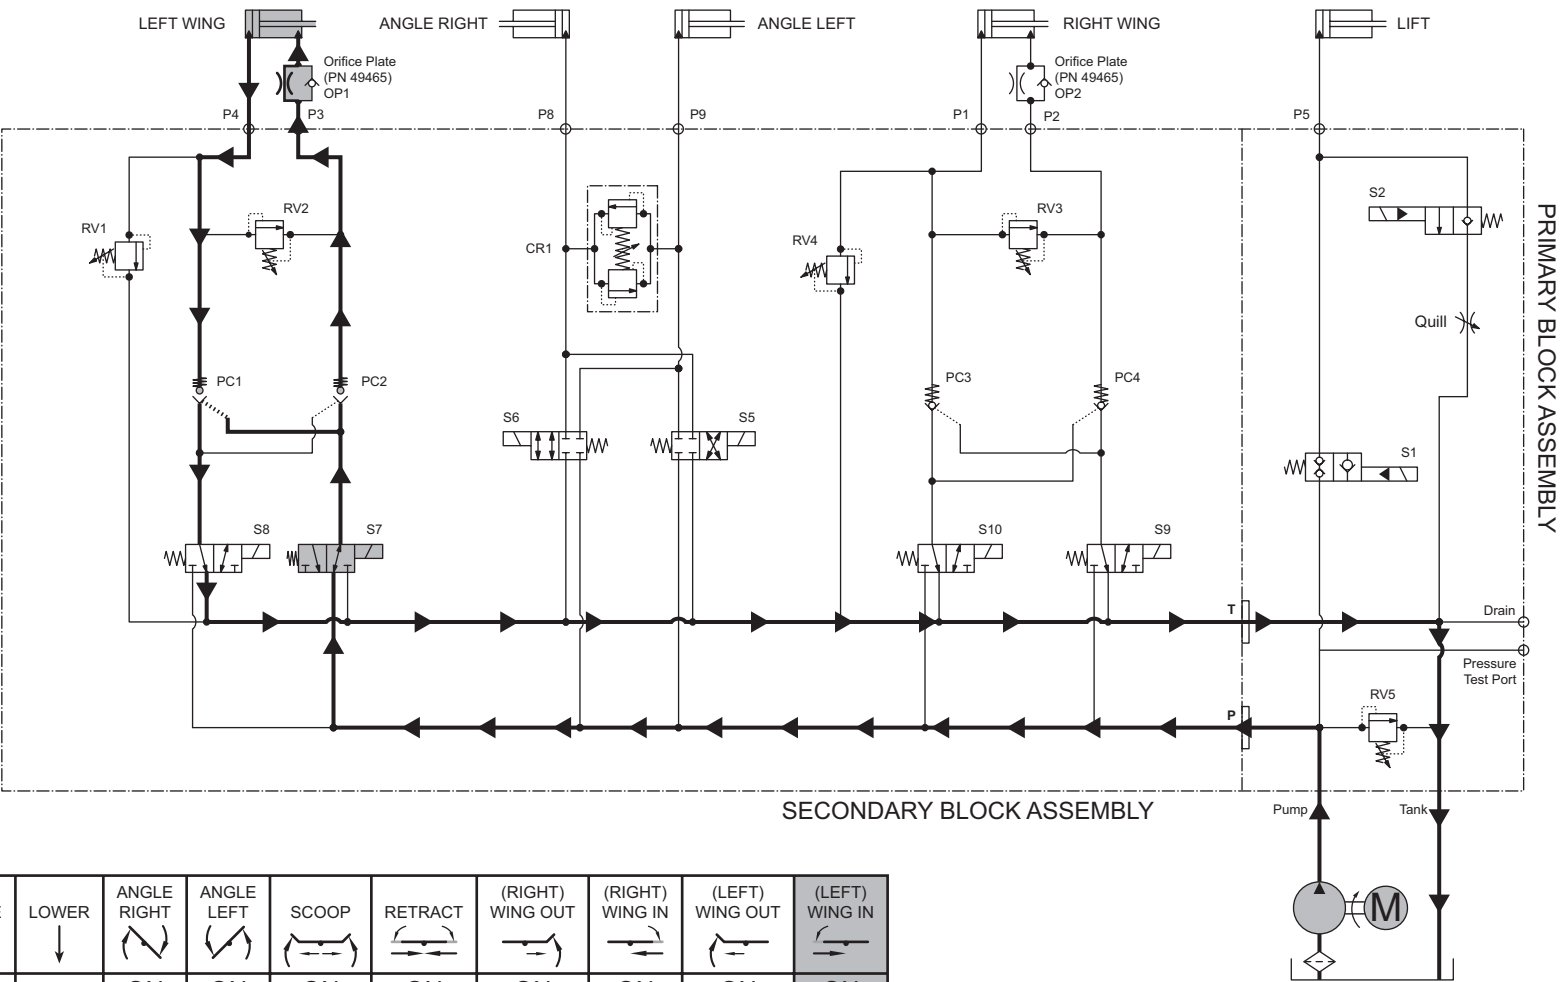 LEFT WING
ANGLE RIGHT
ANGLE LEFT
RIGHT WING
LIFT
Orifice Plate
(PN 49465)
OP1
Orifice Plate
(PN 49465)
OP2
P4
P3
P8
P9
P1
P2
P5
S2
RV1
RV2
CR1
RV4
RV3
Quill
PC1
PC2
PC3
PC4
S6
S5
S1
S8
S7
S10
S9
T
Drain
Pressure
Test Port
P
RV5
PRIMARY BLOCK ASSEMBLY
SECONDARY BLOCK ASSEMBLY
Pump
Tank
M
LOWER
ANGLE
RIGHT
ANGLE
LEFT
SCOOP
RETRACT
(RIGHT)
WING OUT
(RIGHT)
WING IN
(LEFT)
WING OUT
(LEFT)
WING IN